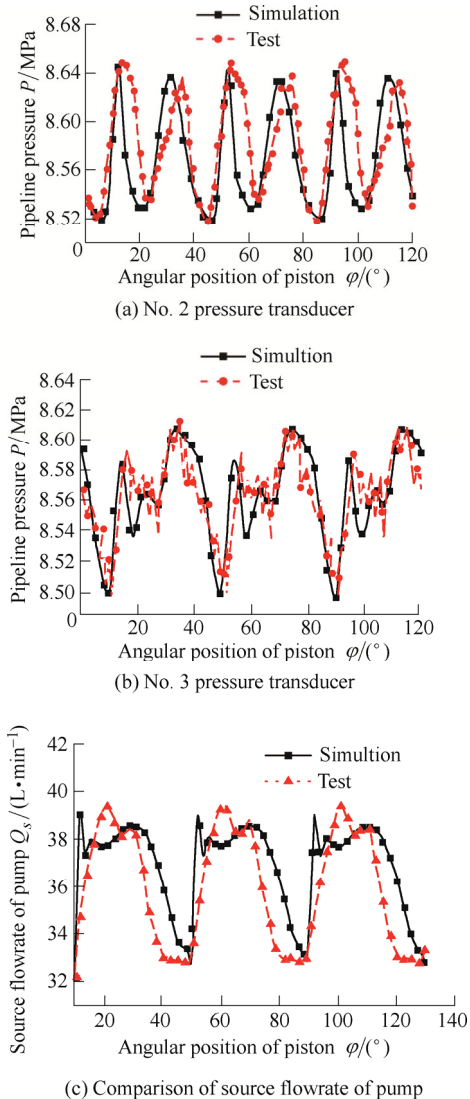 8.68
Simulation
Test
8.64
8.60
8.56
8.52
0
20
40
60
80
100
120
Pipeline pressure P/MPa
Angular position of piston φ/(°)
(a) No. 2 pressure transducer
Simultion
Test
8.64
8.62
8.60
8.58
8.56
8.54
8.52
8.50
0
20
40
60
80
100
120
Pipeline pressure P/MPa
Angular position of piston φ/(°)
(b) No. 3 pressure transducer
42
Simultion
Test
40
38
36
34
32
20
40
60
80
100
120
140
Source flowrate of pump Qs/(L•min−1)
Angular position of piston φ/(°)
(c) Comparison of source flowrate of pump